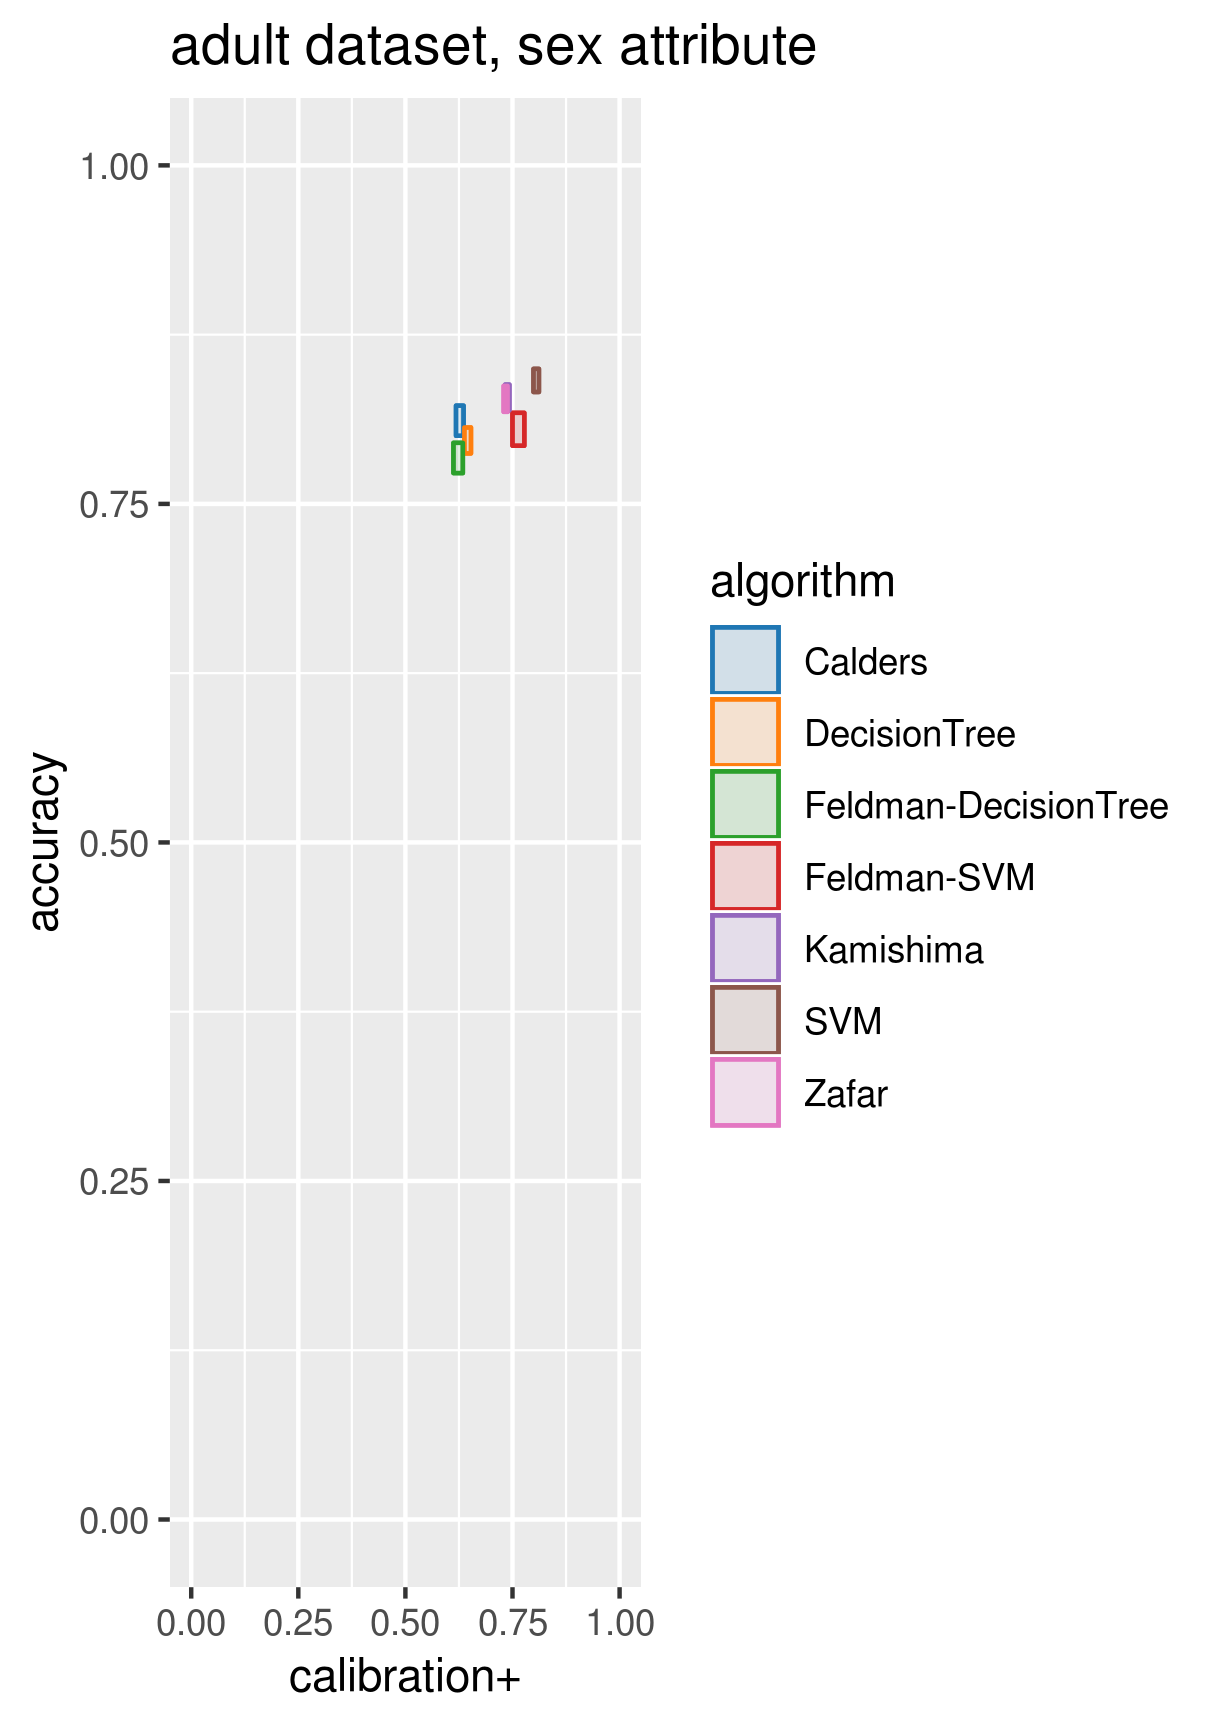 adult dataset, sex attribute
1.00
0.75
0.50
0.25
0.00
accuracy
0.00 0.25 0.50 0.75 1.00
calibration+
algorithm
Calders
DecisionTree
Feldman-DecisionTree
Feldman-SVM
Kamishima
SVM
Zafar